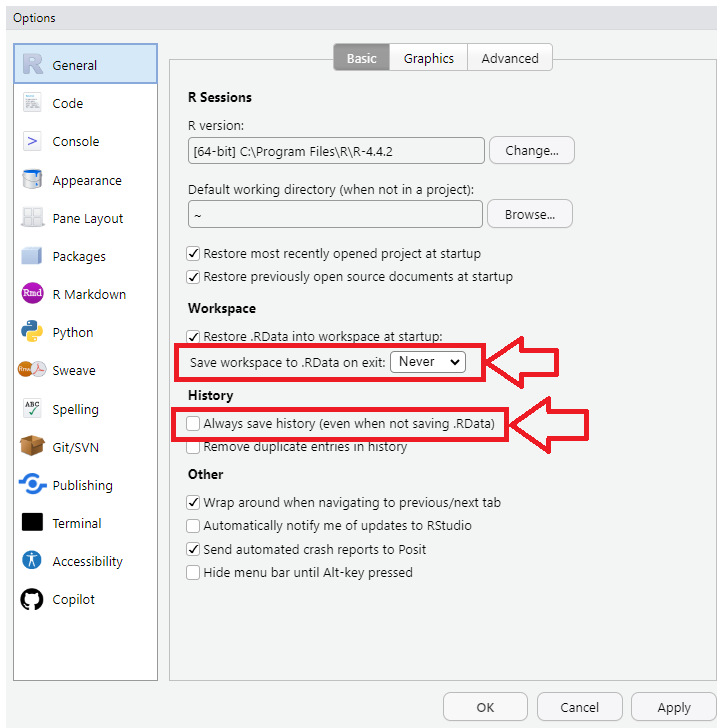 Options
General
Code
Console
Appearance
Pane Layout
Packages
Rmd R Markdown
Python
Rnw Sweave
ABC Spelling
Git/SVN
Publishing
Terminal
Accessibility
Copilot
Basic Graphics Advanced
R Sessions
R version:
[64-bit] C:\Program Files\R\R-4.4.2 Change...
Default working directory (when not in a project):
~ Browse...
Restore most recently opened project at startup
Restore previously open source documents at startup
Workspace
Restore .RData into workspace at startup:
Save workspace to .RData on exit: Never
History
Always save history (even when not saving .RData)
Remove duplicate entries in history
Other
Wrap around when navigating to previous/next tab
Automatically notify me of updates to RStudio
Send automated crash reports to Posit
Hide menu bar until Alt-key pressed
OK Cancel Apply